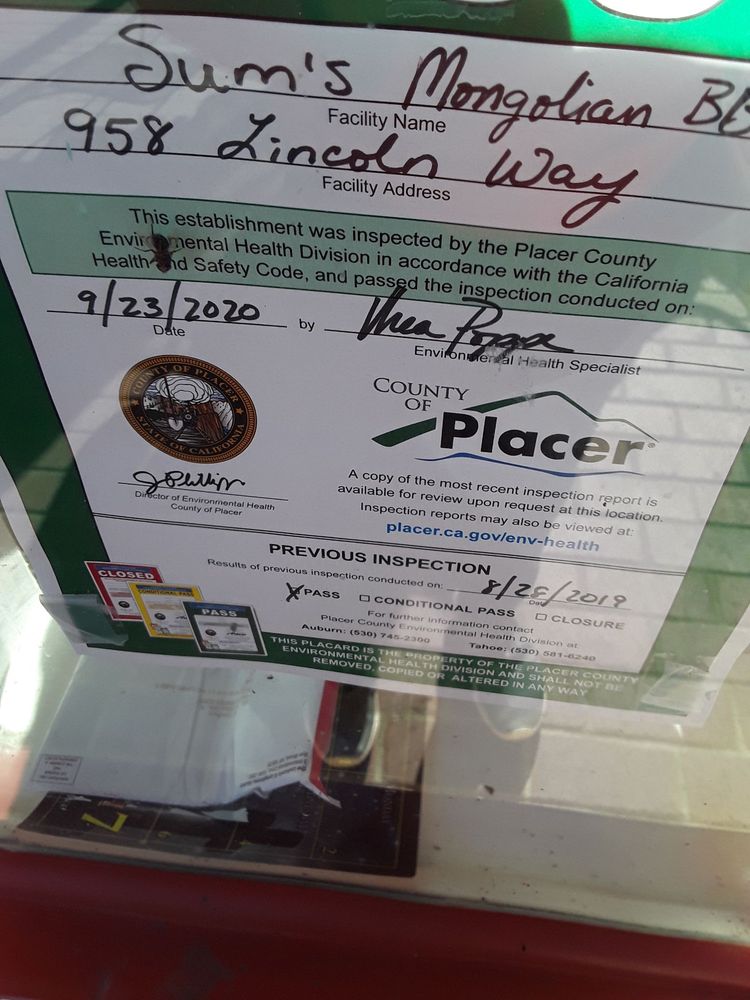 Sum's Mongolian
Facility Name
958 Lincoln Way
Facility Address
This establishment was inspected by the Placer County
Environmental Health Division in accordance with the California
Health and Safety Code, and passed the inspection conducted on:
9/23/2020 by
Date
Environmental Health Specialist
COUNTY OF PLACER
STATE OF CALIFORNIA
COUNTY
OF
Placer
J Phillips
Director of Environmental Health
County of Placer
A copy of the most recent inspection report is
available for review upon request at this location.
Inspection reports may also be viewed at:
placer.ca.gov/env-health
PREVIOUS INSPECTION
Results of previous inspection conducted on: 8/28/2019
Date
X PASS ☐ CONDITIONAL PASS ☐ CLOSURE
For further information contact
Placer County Environmental Health Division at:
Auburn: (530) 745-2300 Tahoe: (530) 581-6240
CLOSED
CONDITIONAL PASS
PASS
THIS PLACARD IS THE PROPERTY OF THE PLACER COUNTY
ENVIRONMENTAL HEALTH DIVISION AND SHALL NOT BE
REMOVED, COPIED OR ALTERED IN ANY WAY